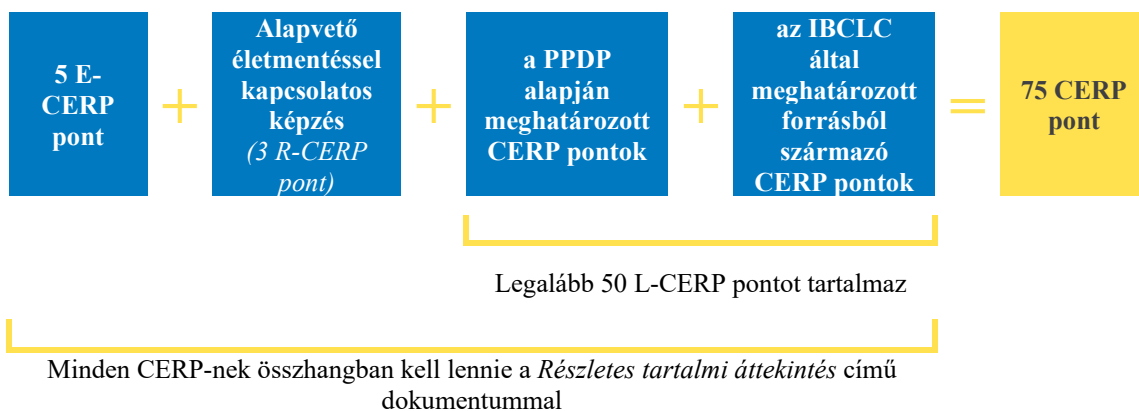 5 E-
CERP
pont
+
Alapvető
életmentéssel
kapcsolatos
képzés
(3 R-CERP
pont)
+
a PPDP
alapján
meghatározott
CERP pontok
+
az IBCLC
által
meghatározott
forrásból
származó
CERP pontok
=
75 CERP
pont
Legalább 50 L-CERP pontot tartalmaz
Minden CERP-nek összhangban kell lennie a Részletes tartalmi áttekintés című
dokumentummal